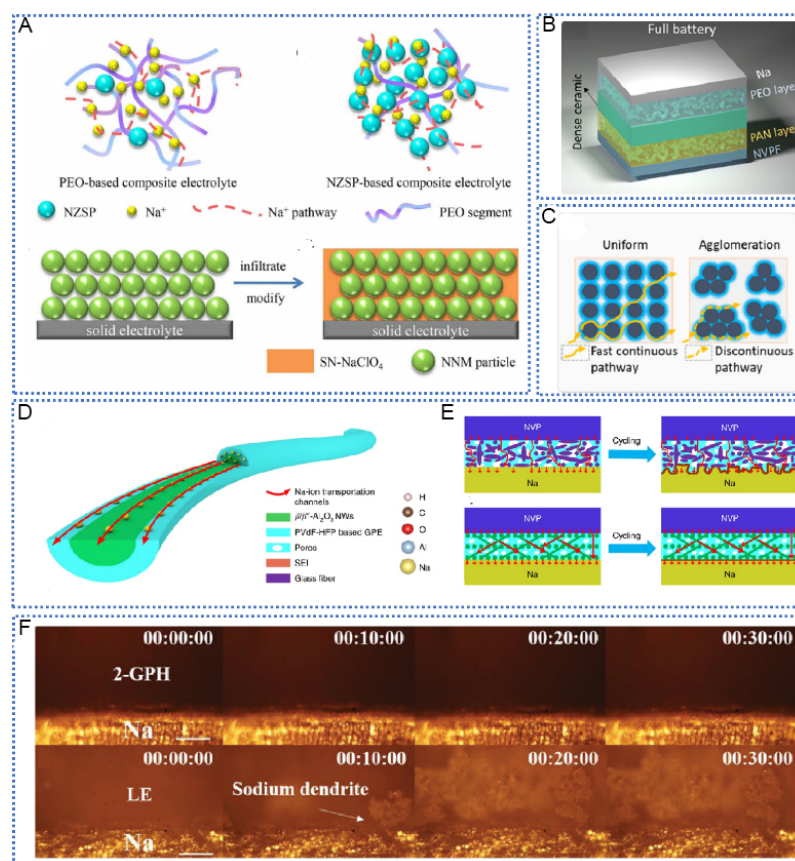 A
PEO-based composite electrolyte
NZSP-based composite electrolyte
NZSP
Na⁺
Na⁺ pathway
PEO segment
infiltrate
modify
solid electrolyte
solid electrolyte
SN-NaClO₄
NNM particle
B
Full battery
Dense ceramic
Na
PEO layer
PAN layer
NVPF
C
Uniform
Agglomeration
Fast continuous
pathway
Discontinuous
pathway
D
Na-ion transportation
channels
β/β''-Al₂O₃ NWs
PVdF-HFP based GPE
Poros
SEI
Glass fiber
H
C
O
Al
Na
E
NVP
Na
Cycling
NVP
Na
NVP
Na
Cycling
NVP
Na
F
00:00:00
2-GPH
Na
00:10:00
00:20:00
00:30:00
00:00:00
LE
Na
00:10:00
Sodium dendrite
00:20:00
00:30:00